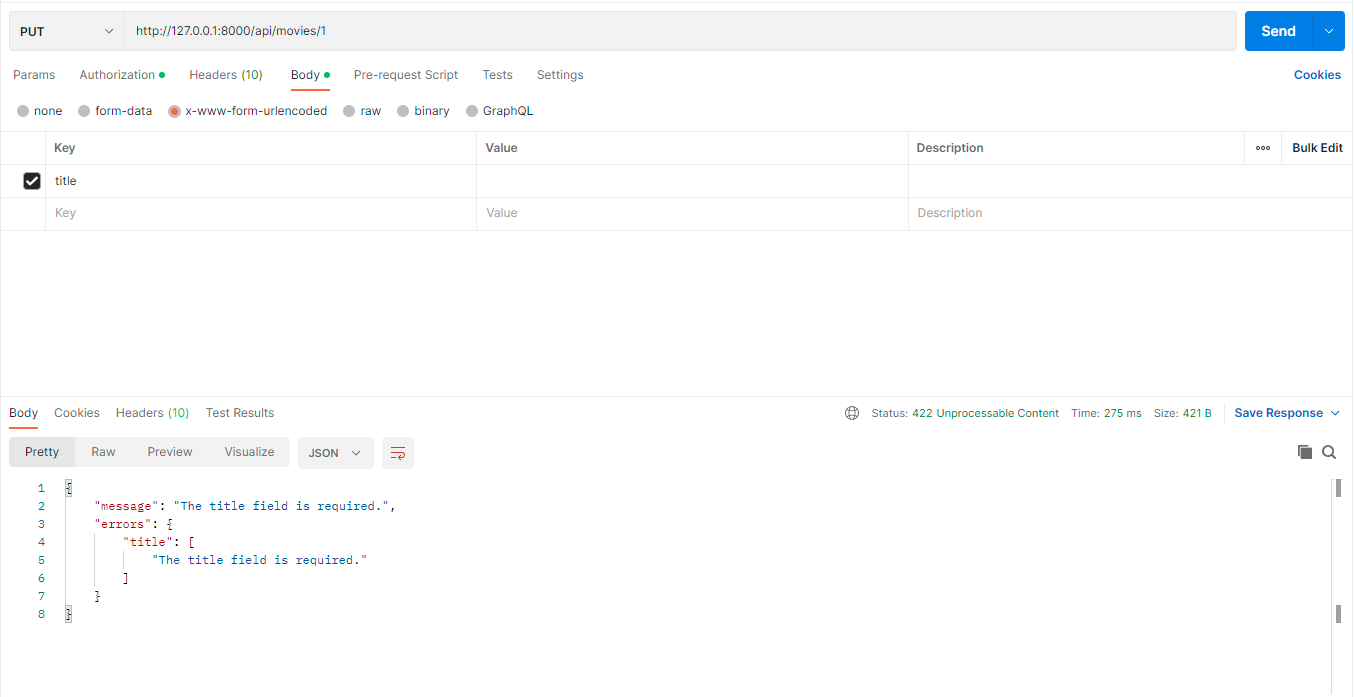 PUT http://127.0.0.1:8000/api/movies/1 Send
Params Authorization Headers (10) Body Pre-request Script Tests Settings Cookies
none form-data x-www-form-urlencoded raw binary GraphQL
Key Value Description Bulk Edit
title
Key Value Description
Body Cookies Headers (10) Test Results Status: 422 Unprocessable Content Time: 275 ms Size: 421 B Save Response
Pretty Raw Preview Visualize JSON
1 {
2 "message": "The title field is required.",
3 "errors": {
4 "title": [
5 "The title field is required."
6 ]
7 }
8 }